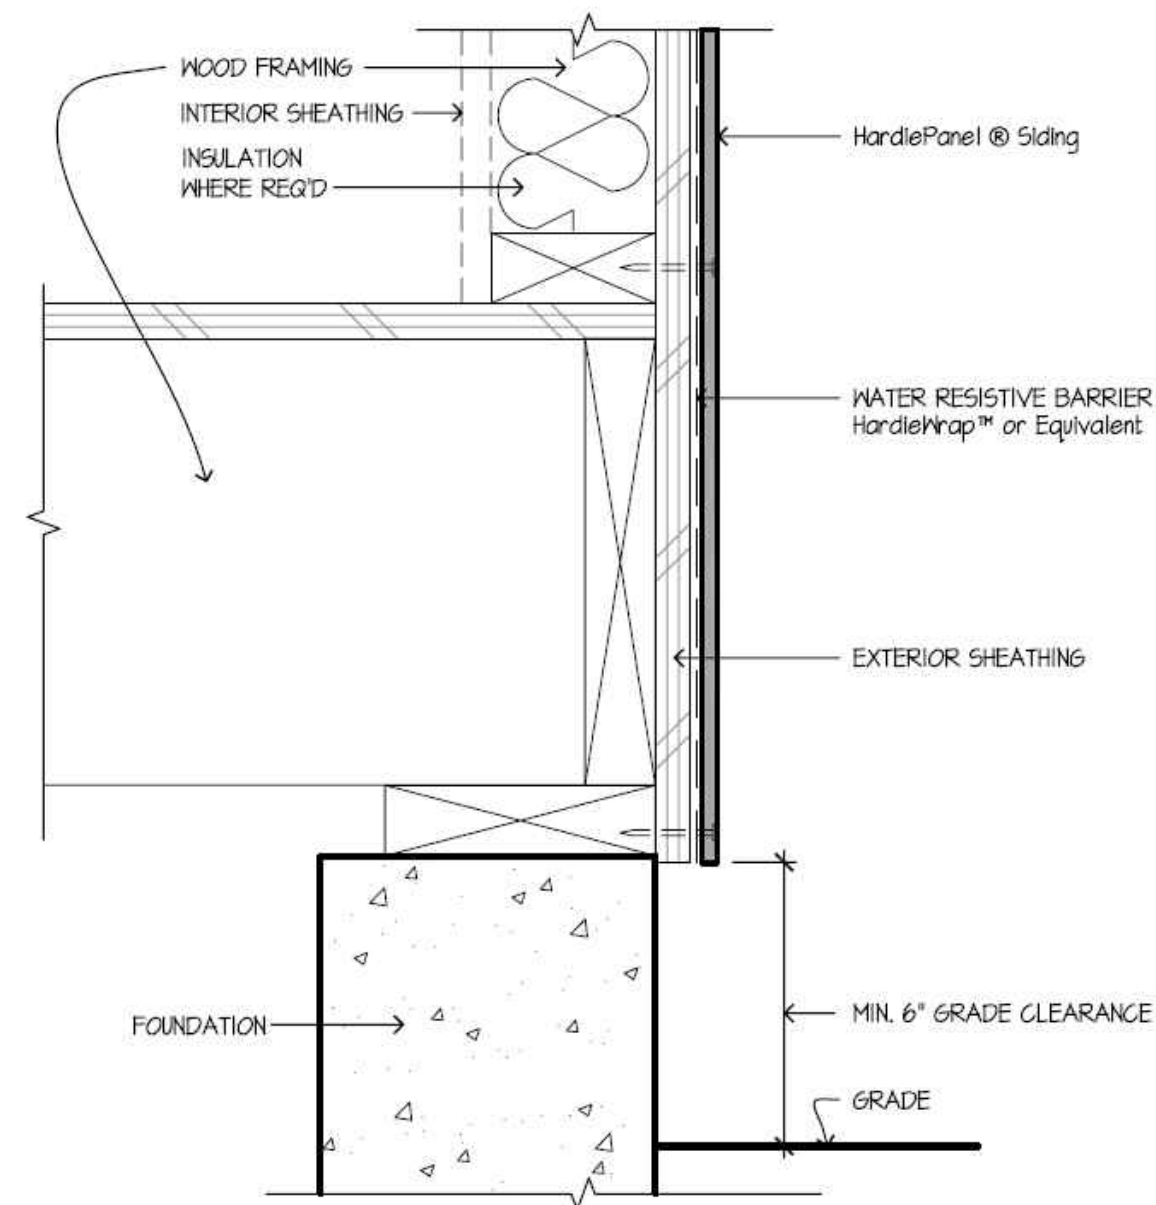 WOOD FRAMING
INTERIOR SHEATHING
INSULATION
WHERE REQ'D
HardiePanel ® Siding
WATER RESISTIVE BARRIER
HardieWrap™ or Equivalent
EXTERIOR SHEATHING
FOUNDATION
MIN. 6" GRADE CLEARANCE
GRADE